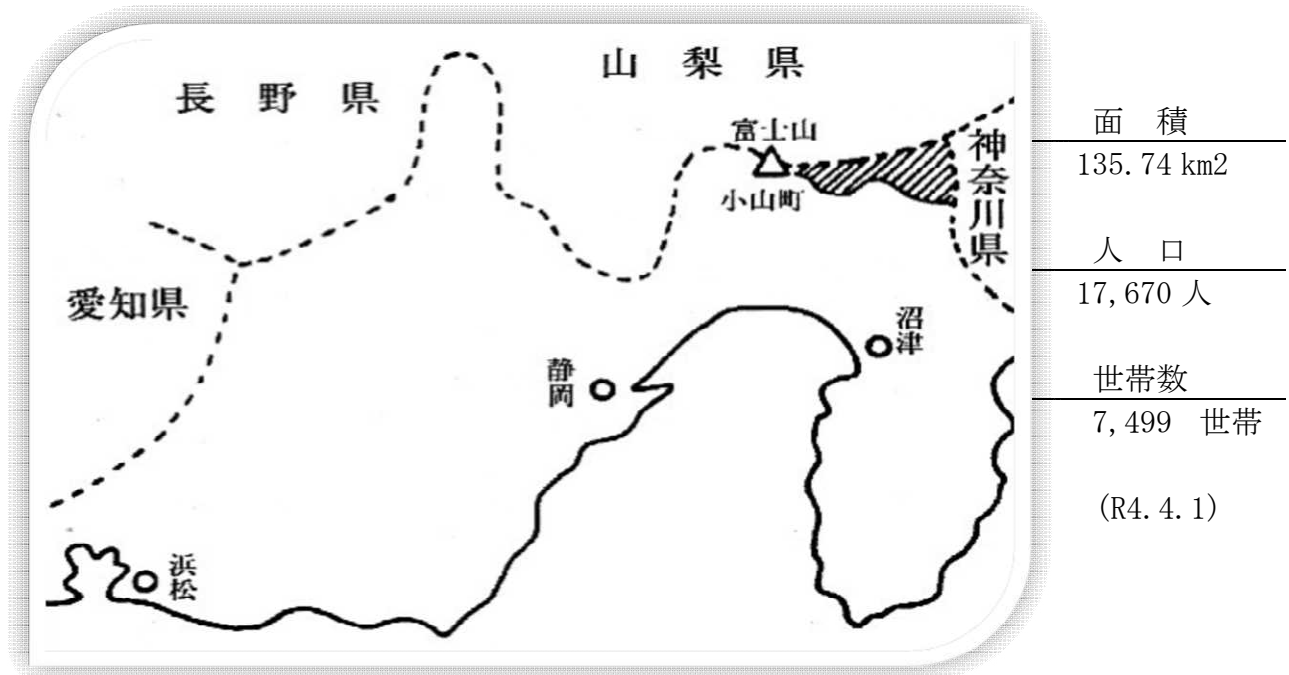 山梨県
長野県
富士山
神奈川県
小山町
愛知県
沼津
静岡
浜松
面 積
135.74 km2
人 口
17,670 人
世帯数
7,499 世帯
(R4.4.1)